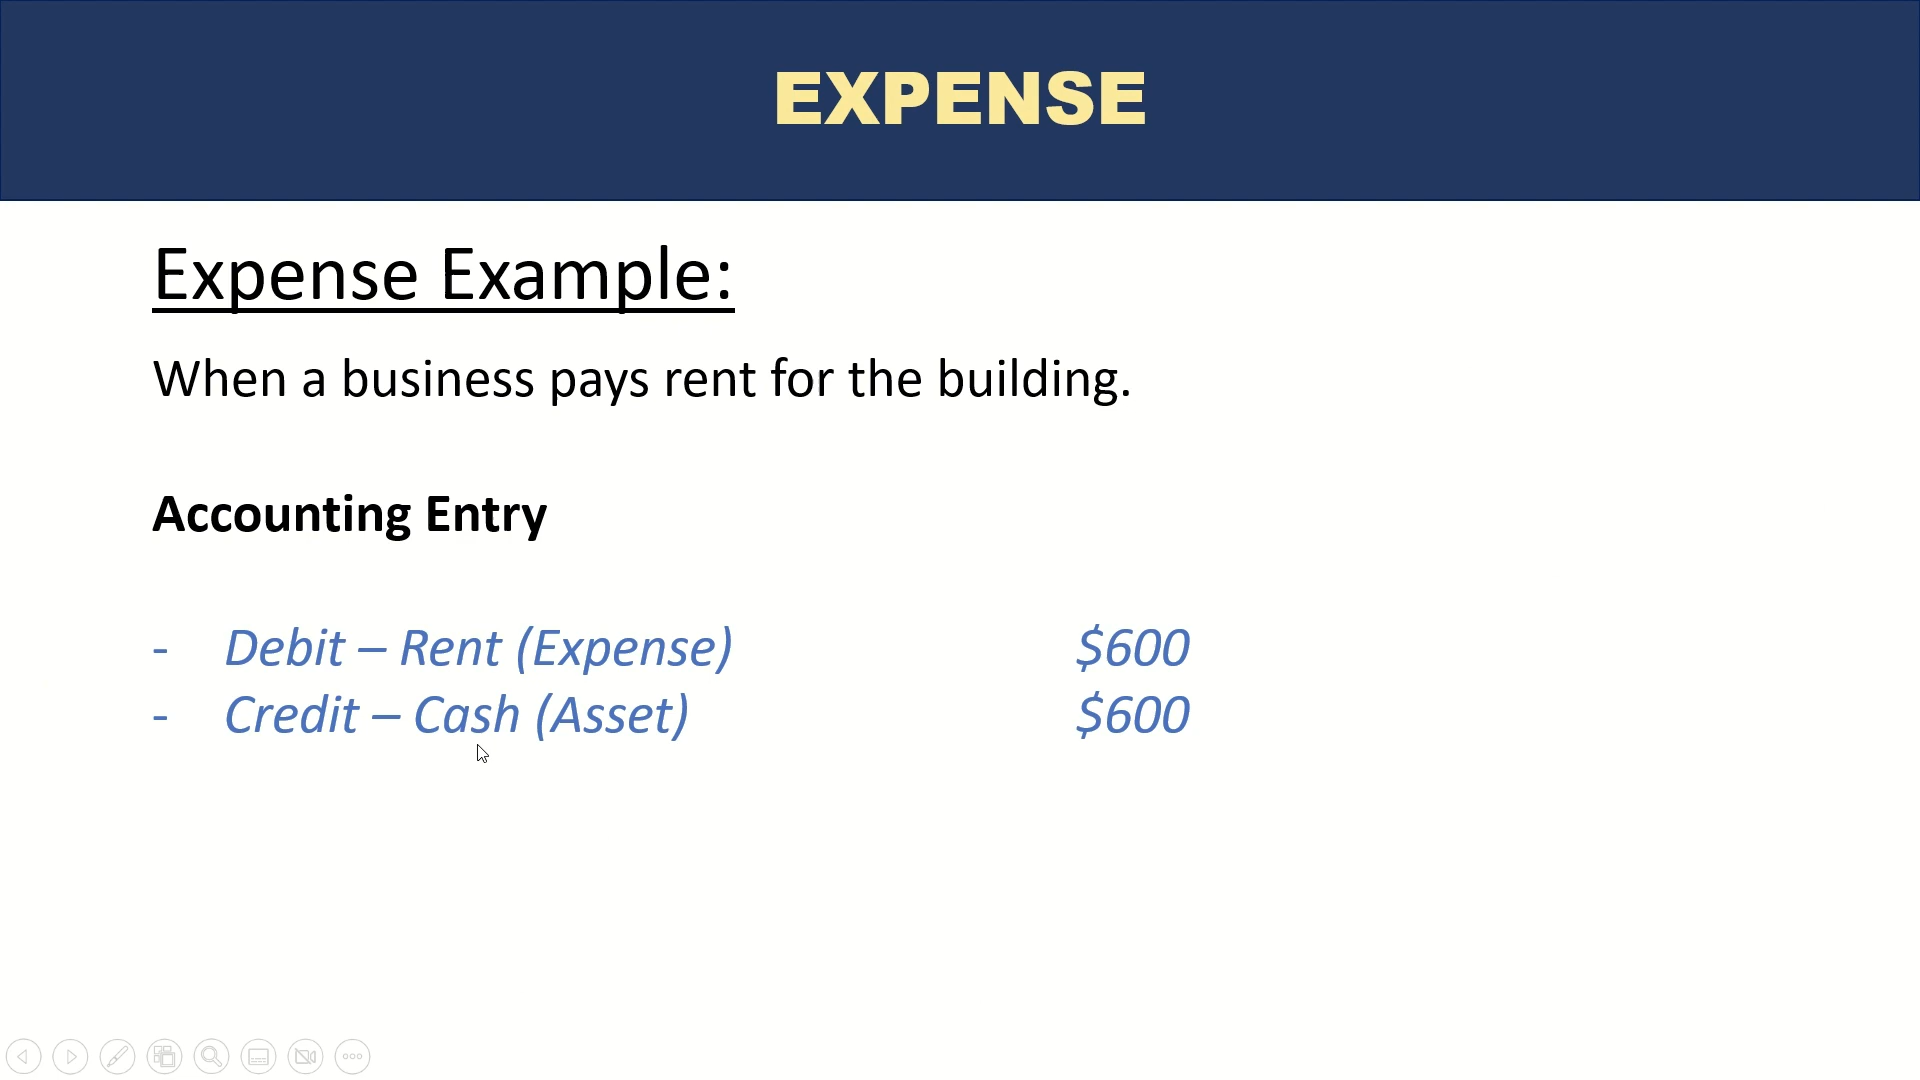 EXPENSE
Expense Example:
When a business pays rent for the building.
Accounting Entry
- Debit – Rent (Expense) $600
- Credit – Cash (Asset) $600